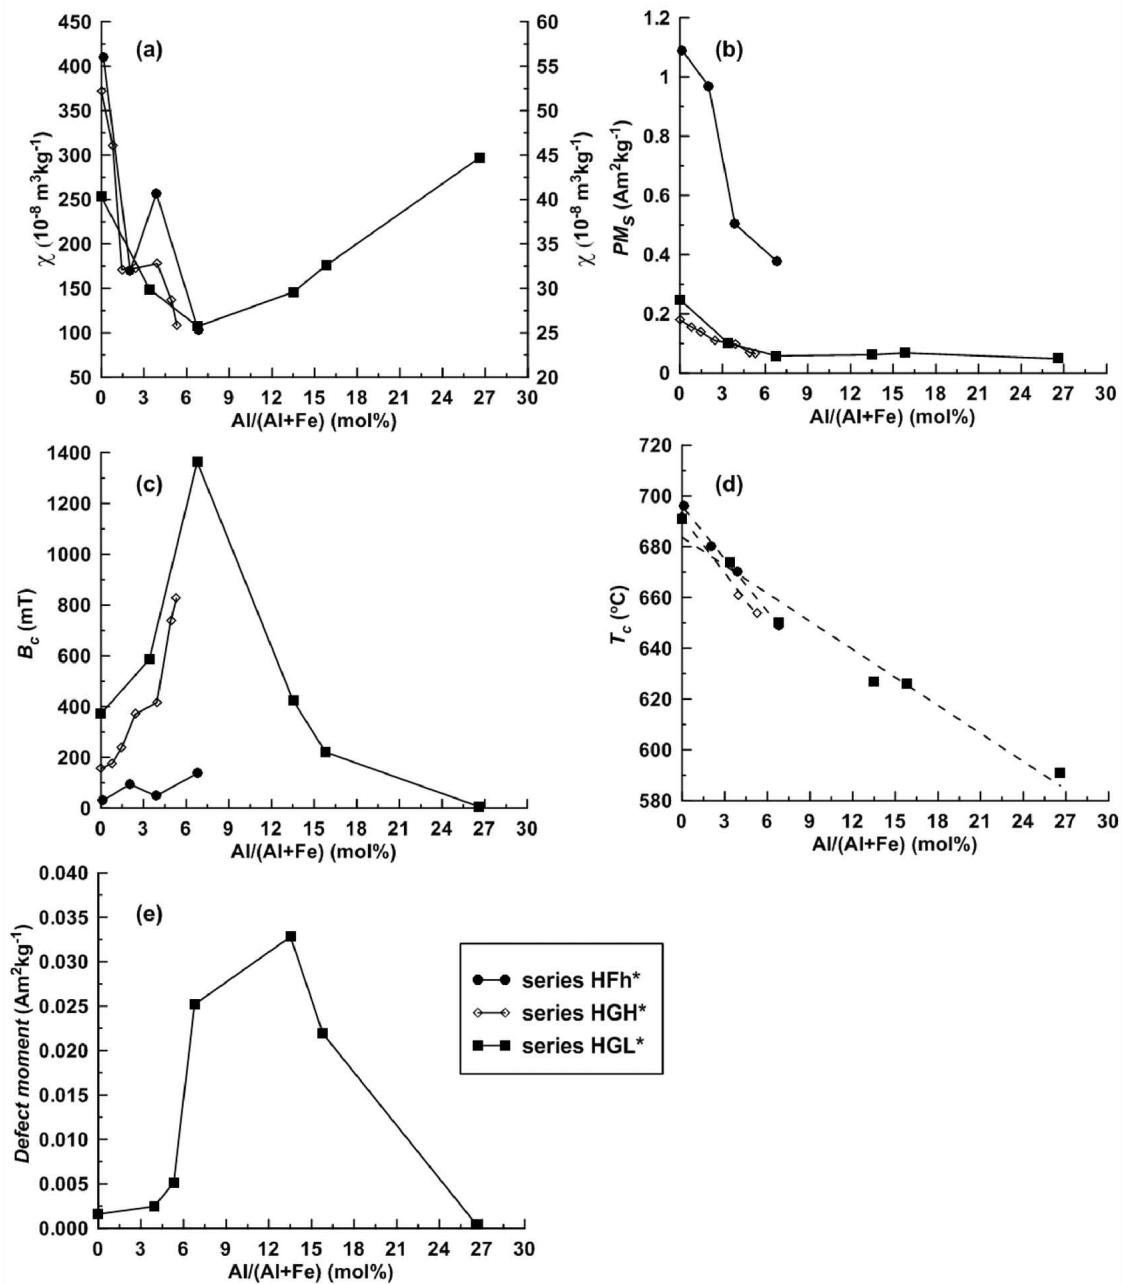 (a)
450
400
350
300
250
200
150
100
50
χ (10⁻⁸ m³kg⁻¹)
60
55
50
45
40
35
30
25
20
χ (10⁻⁸ m³kg⁻¹)
0 3 6 9 12 15 18 21 24 27 30
Al/(Al+Fe) (mol%)
(b)
1.2
1
0.8
0.6
0.4
0.2
0
PMS (Am²kg⁻¹)
0 3 6 9 12 15 18 21 24 27 30
Al/(Al+Fe) (mol%)
(c)
1400
1200
1000
800
600
400
200
0
Bc (mT)
0 3 6 9 12 15 18 21 24 27 30
Al/(Al+Fe) (mol%)
(d)
720
700
680
660
640
620
600
580
Tc (°C)
0 3 6 9 12 15 18 21 24 27 30
Al/(Al+Fe) (mol%)
(e)
0.040
0.035
0.030
0.025
0.020
0.015
0.010
0.005
0.000
Defect moment (Am²kg⁻¹)
0 3 6 9 12 15 18 21 24 27 30
Al/(Al+Fe) (mol%)
series HFh*
series HGH*
series HGL*